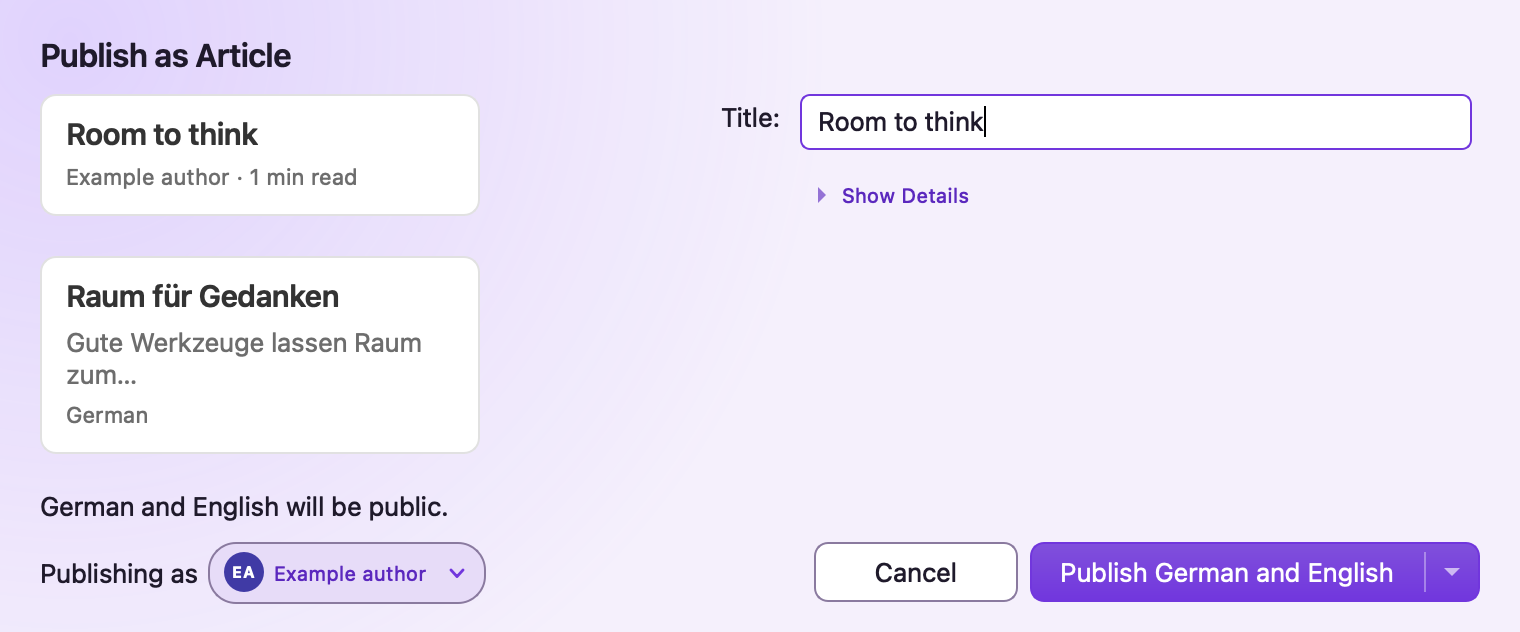 Publish as Article
Room to think
Example author · 1 min read
Title:
Room to think
Show Details
Raum für Gedanken
Gute Werkzeuge lassen Raum
zum...
German
German and English will be public.
Publishing as
EA
Example author
Cancel
Publish German and English